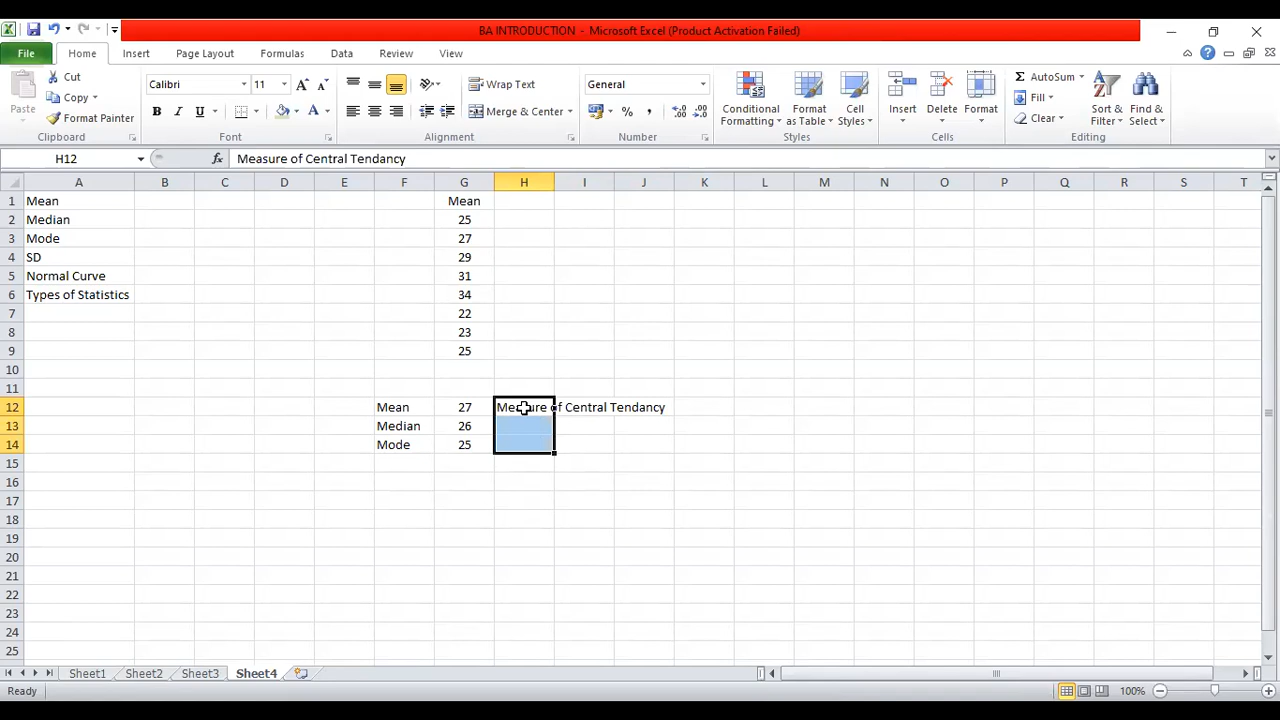 BA INTRODUCTION - Microsoft Excel (Product Activation Failed)
File Home Insert Page Layout Formulas Data Review View
Paste Cut Copy Format Painter Clipboard
Calibri 11 B I U A Font
Wrap Text Merge & Center Alignment
General % , Number
Conditional Formatting Format as Table Cell Styles Styles
Insert Delete Format Cells
Σ AutoSum Fill Clear Sort & Filter Find & Select Editing
H12 fx Measure of Central Tendancy
A B C D E F G H I J K L M N O P Q R S T
1 Mean Mean
2 Median 25
3 Mode 27
4 SD 29
5 Normal Curve 31
6 Types of Statistics 34
7 22
8 23
9 25
10
11
12 Mean 27 Measure of Central Tendancy
13 Median 26
14 Mode 25
15
16
17
18
19
20
21
22
23
24
25
Sheet1 Sheet2 Sheet3 Sheet4
Ready 100%